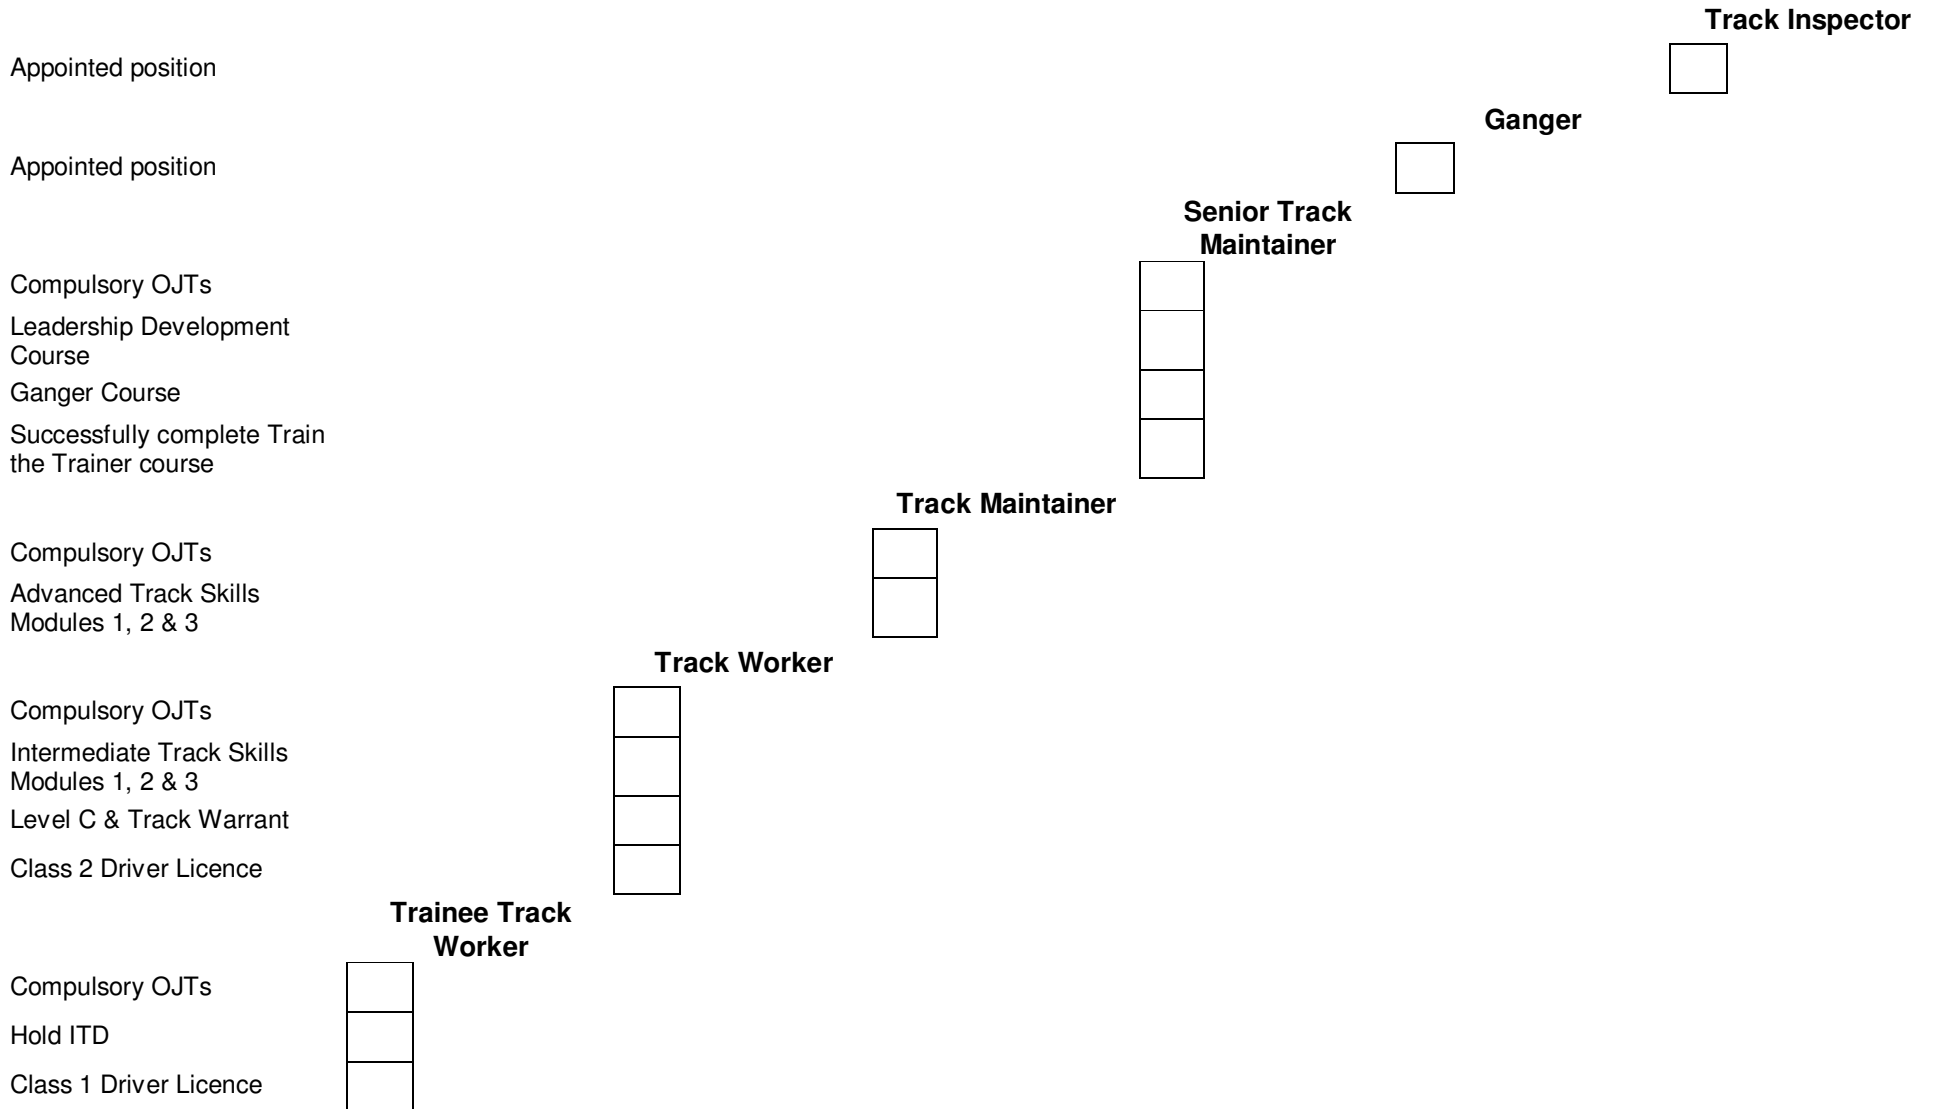 Track Inspector
Appointed position
Ganger
Appointed position
Senior Track
Maintainer
Compulsory OJTs
Leadership Development
Course
Ganger Course
Successfully complete Train
the Trainer course
Track Maintainer
Compulsory OJTs
Advanced Track Skills
Modules 1, 2 & 3
Track Worker
Compulsory OJTs
Intermediate Track Skills
Modules 1, 2 & 3
Level C & Track Warrant
Class 2 Driver Licence
Trainee Track
Worker
Compulsory OJTs
Hold ITD
Class 1 Driver Licence